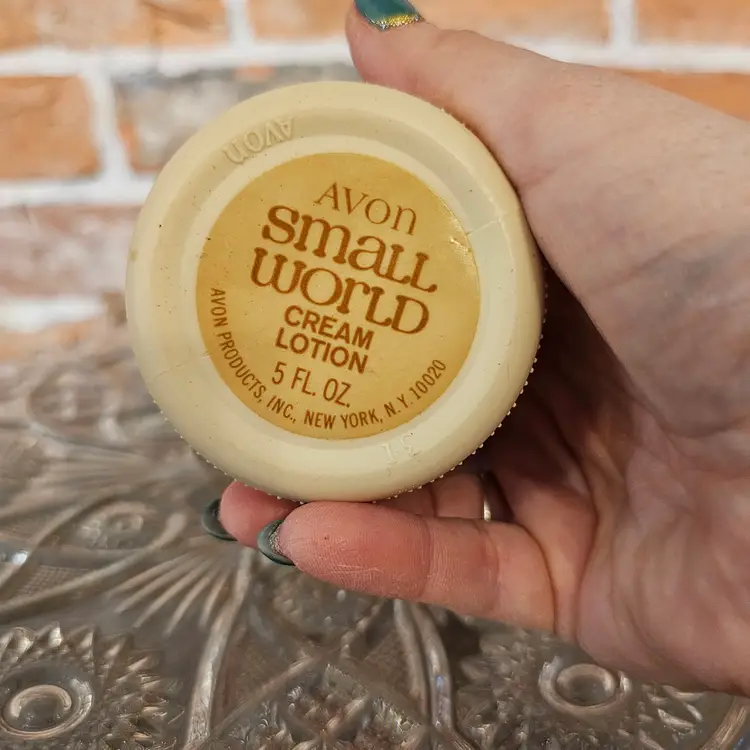 AVON
AVON
small
world
CREAM
LOTION
5 FL. OZ.
AVON PRODUCTS, INC., NEW YORK, N.Y. 10020